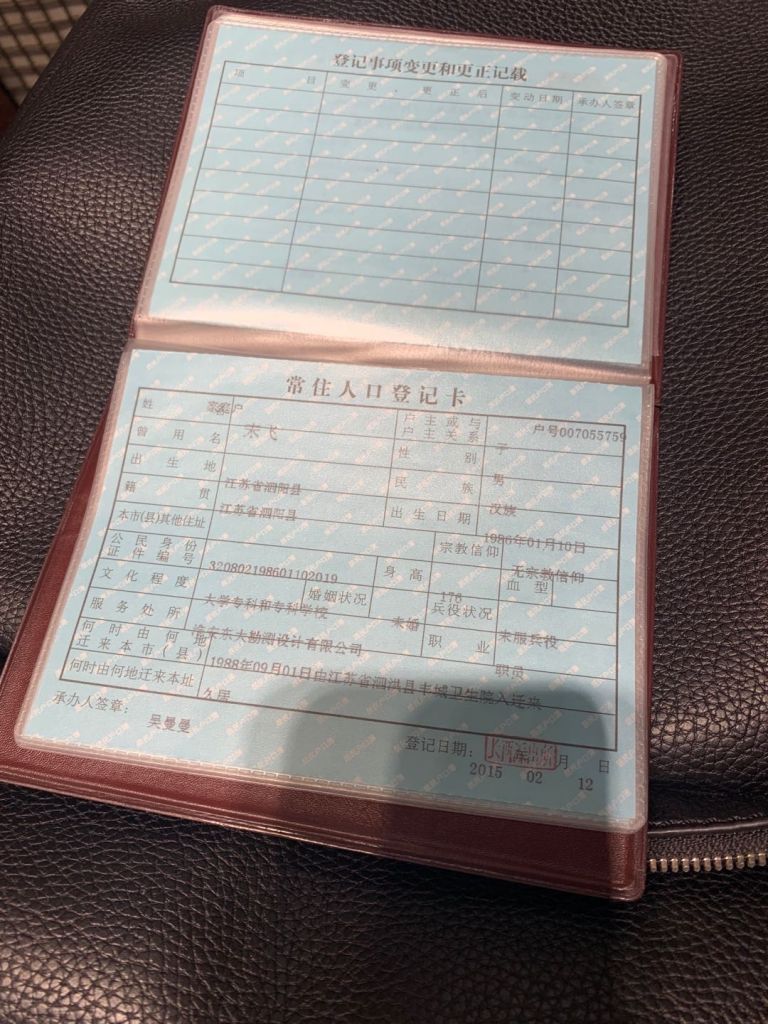 登记事项变更和更正记载
项 目 变 更 、 更 正 后 变动日期 承办人签章
常住人口登记卡
户号007055759
姓 名 宋飞 户主或与户主关系 子
曾用名 性别 男
出生地 江苏省泗阳县 民族 汉族
籍贯 江苏省泗阳县 出生日期 1986年01月10日
本市(县)其他住址 宗教信仰 无宗教信仰
公民身份证件编号 320802198601102019 身高 176 血型
文化程度 大学专科和专科学校 婚姻状况 未婚 兵役状况 未服兵役
服务处所 东大勘测设计有限公司 职业 职员
何时由何地迁来本市(县) 1988年09月01日由江苏省泗洪县丰城卫生院入迁来
何时由何地迁来本址 久居
承办人签章: 吴曼曼 登记日期: 月 日
2015 02 12